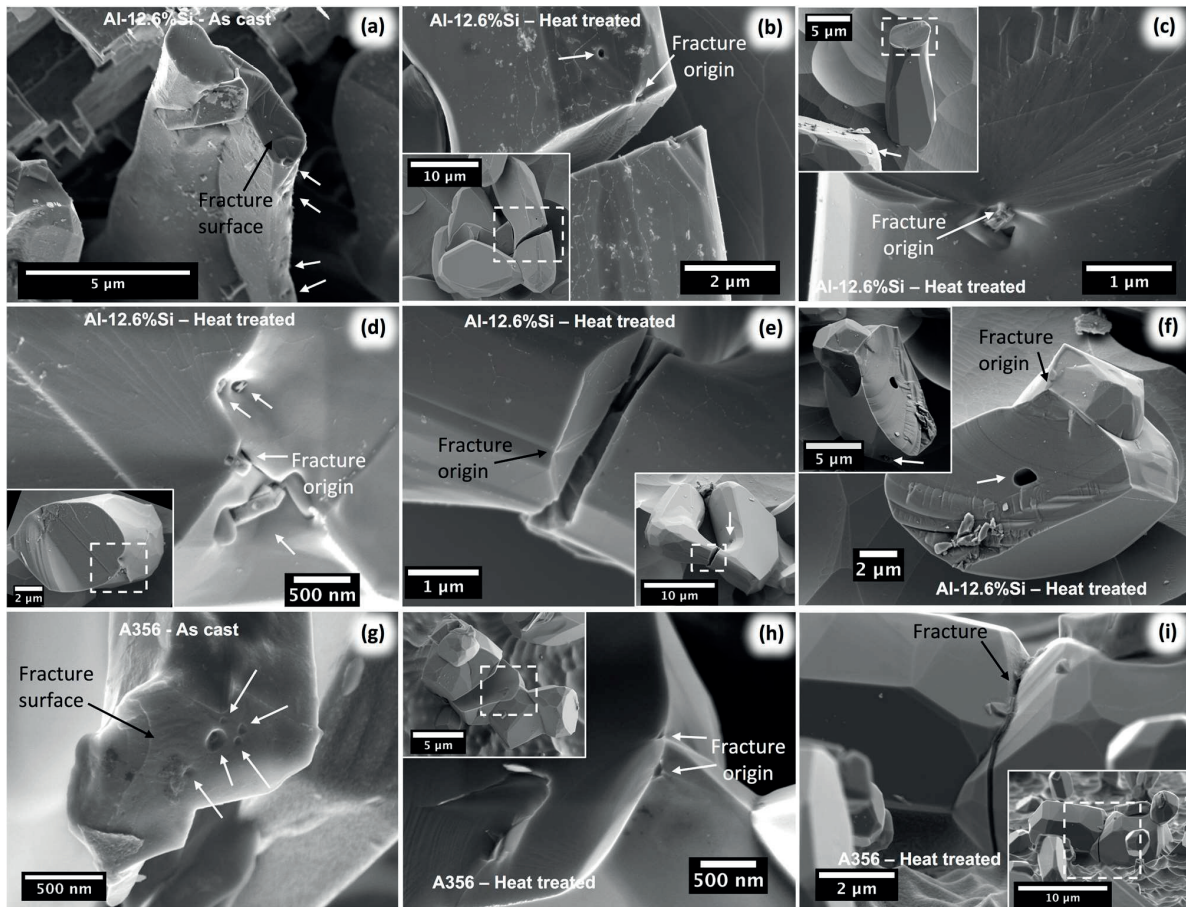 Al-12.6%Si - As cast
(a)
Fracture
surface
5 µm
Al-12.6%Si – Heat treated
(b)
Fracture
origin
10 µm
2 µm
5 µm
(c)
Fracture
origin
Al-12.6%Si – Heat treated
1 µm
Al-12.6%Si – Heat treated
(d)
Fracture
origin
2 µm
500 nm
Al-12.6%Si – Heat treated
(e)
Fracture
origin
1 µm
10 µm
(f)
Fracture
origin
5 µm
2 µm
Al-12.6%Si – Heat treated
A356 - As cast
(g)
Fracture
surface
500 nm
(h)
5 µm
Fracture
origin
A356 – Heat treated
500 nm
(i)
Fracture
A356 – Heat treated
2 µm
10 µm